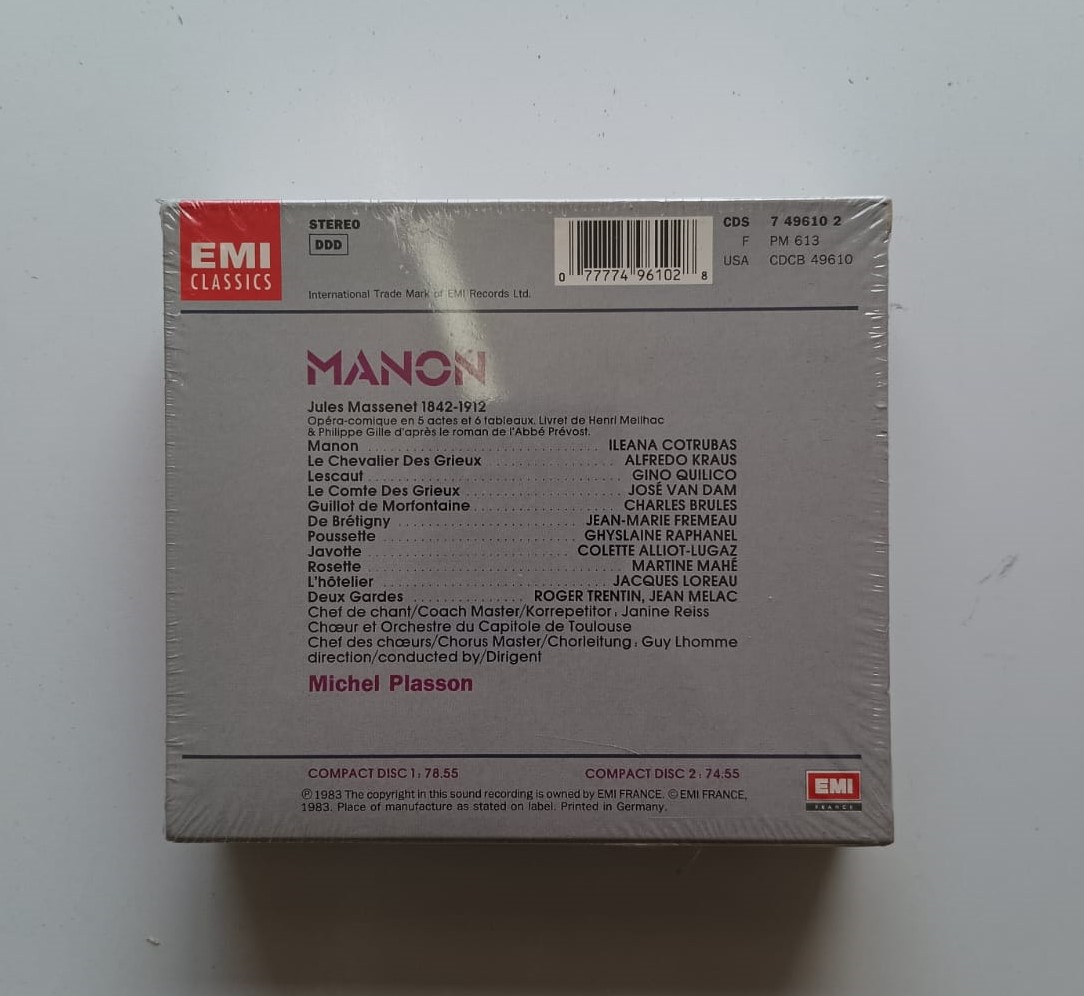 EMI
CLASSICS
STEREO
DDD
International Trade Mark of EMI Records Ltd.
0 77774 96102 8
CDS 7 49610 2
F PM 613
USA CDCB 49610
MANON
Jules Massenet 1842-1912
Opéra-comique en 5 actes et 6 tableaux. Livret de Henri Meilhac
& Philippe Gille d'après le roman de l'Abbé Prévost.
Manon ILEANA COTRUBAS
Le Chevalier Des Grieux ALFREDO KRAUS
Lescaut GINO QUILICO
Le Comte Des Grieux JOSÉ VAN DAM
Guillot de Morfontaine CHARLES BRULES
De Brétigny JEAN-MARIE FREMEAU
Poussette GHYSLAINE RAPHANEL
Javotte COLETTE ALLIOT-LUGAZ
Rosette MARTINE MAHÉ
L'hôtelier JACQUES LOREAU
Deux Gardes ROGER TRENTIN, JEAN MELAC
Chef de chant/Coach Master/Korrepetitor: Janine Reiss
Chœur et Orchestre du Capitole de Toulouse
Chef des chœurs/Chorus Master/Chorleitung: Guy Lhomme
direction/conducted by/Dirigent
Michel Plasson
COMPACT DISC 1: 78.55 COMPACT DISC 2: 74:55
℗ 1983 The copyright in this sound recording is owned by EMI FRANCE. © EMI FRANCE,
1983. Place of manufacture as stated on label. Printed in Germany.
EMI
FRANCE